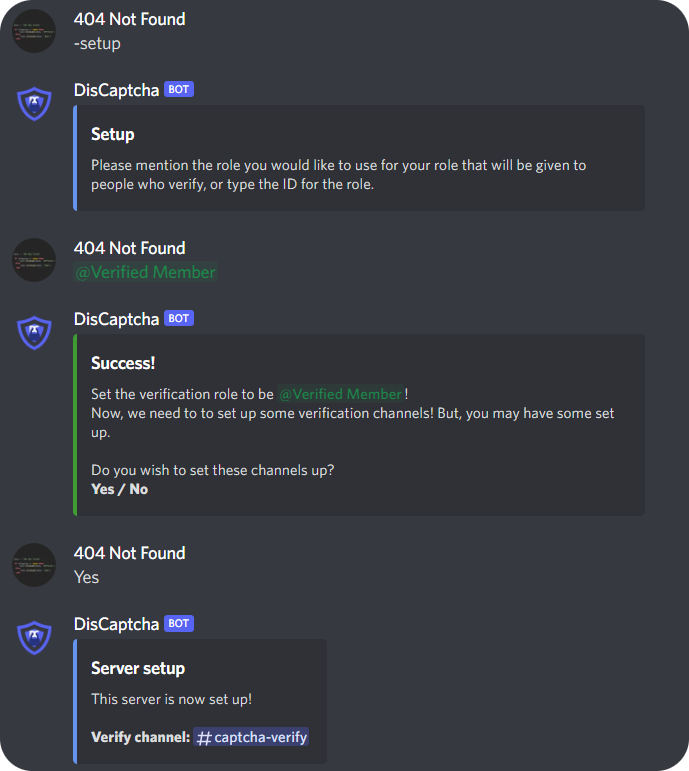 404 Not Found
-setup
DisCaptcha BOT
Setup
Please mention the role you would like to use for your role that will be given to
people who verify, or type the ID for the role.
404 Not Found
@Verified Member
DisCaptcha BOT
Success!
Set the verification role to be @Verified Member!
Now, we need to to set up some verification channels! But, you may have some set
up.
Do you wish to set these channels up?
Yes / No
404 Not Found
Yes
DisCaptcha BOT
Server setup
This server is now set up!
Verify channel: #captcha-verify